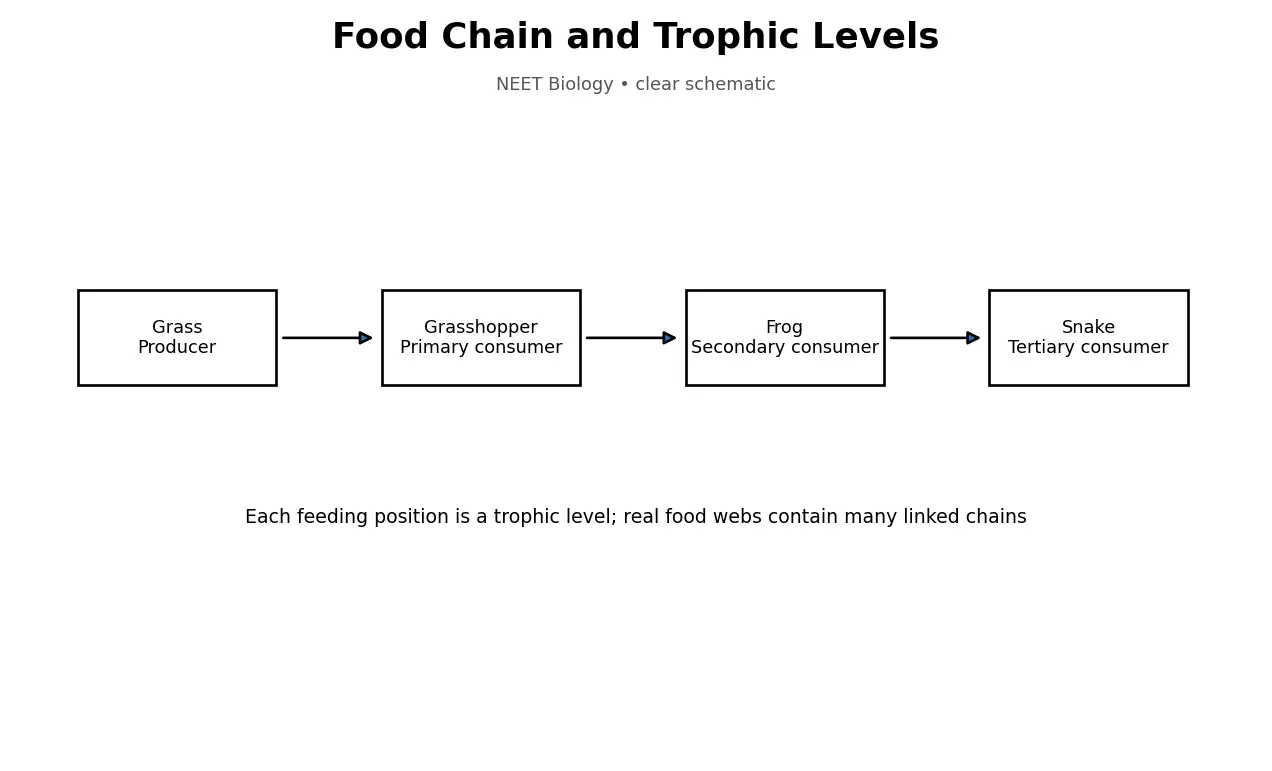 Food Chain and Trophic Levels
NEET Biology • clear schematic
Grass
Producer
Grasshopper
Primary consumer
Frog
Secondary consumer
Snake
Tertiary consumer
Each feeding position is a trophic level; real food webs contain many linked chains